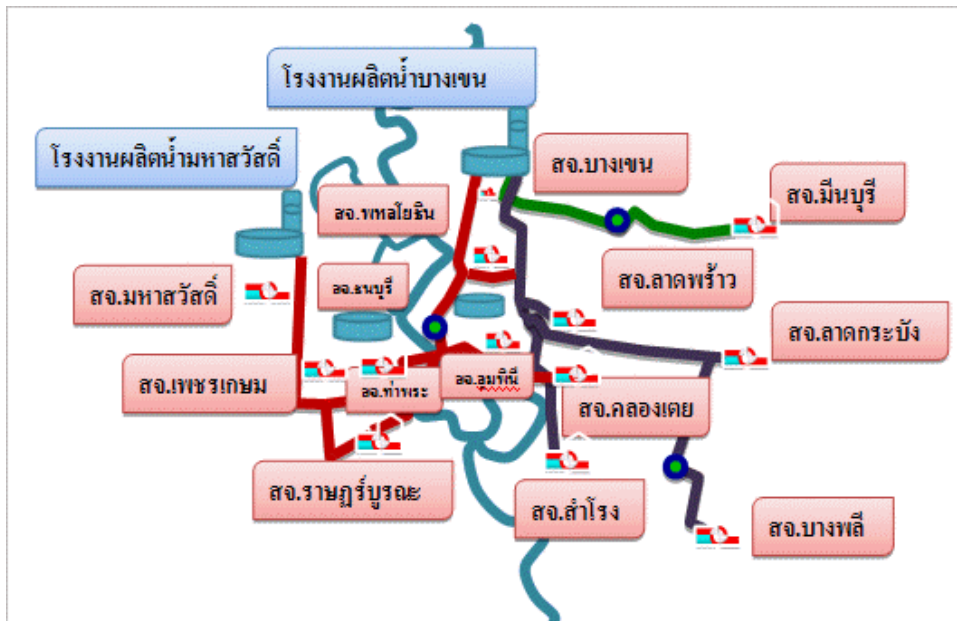 โรงงานผลิตน้ำบางเขน
โรงงานผลิตน้ำมหาสวัสดิ์
สจ.บางเขน
สจ.มีนบุรี
สจ.พหลโยธิน
สจ.ลาดพร้าว
สจ.มหาสวัสดิ์
สจ.ธนบุรี
สจ.ลาดกระบัง
สจ.เพชรเกษม
สจ.ท่าพระ
สจ.ลุมพินี
สจ.คลองเตย
สจ.ราษฎร์บูรณะ
สจ.สำโรง
สจ.บางพลี